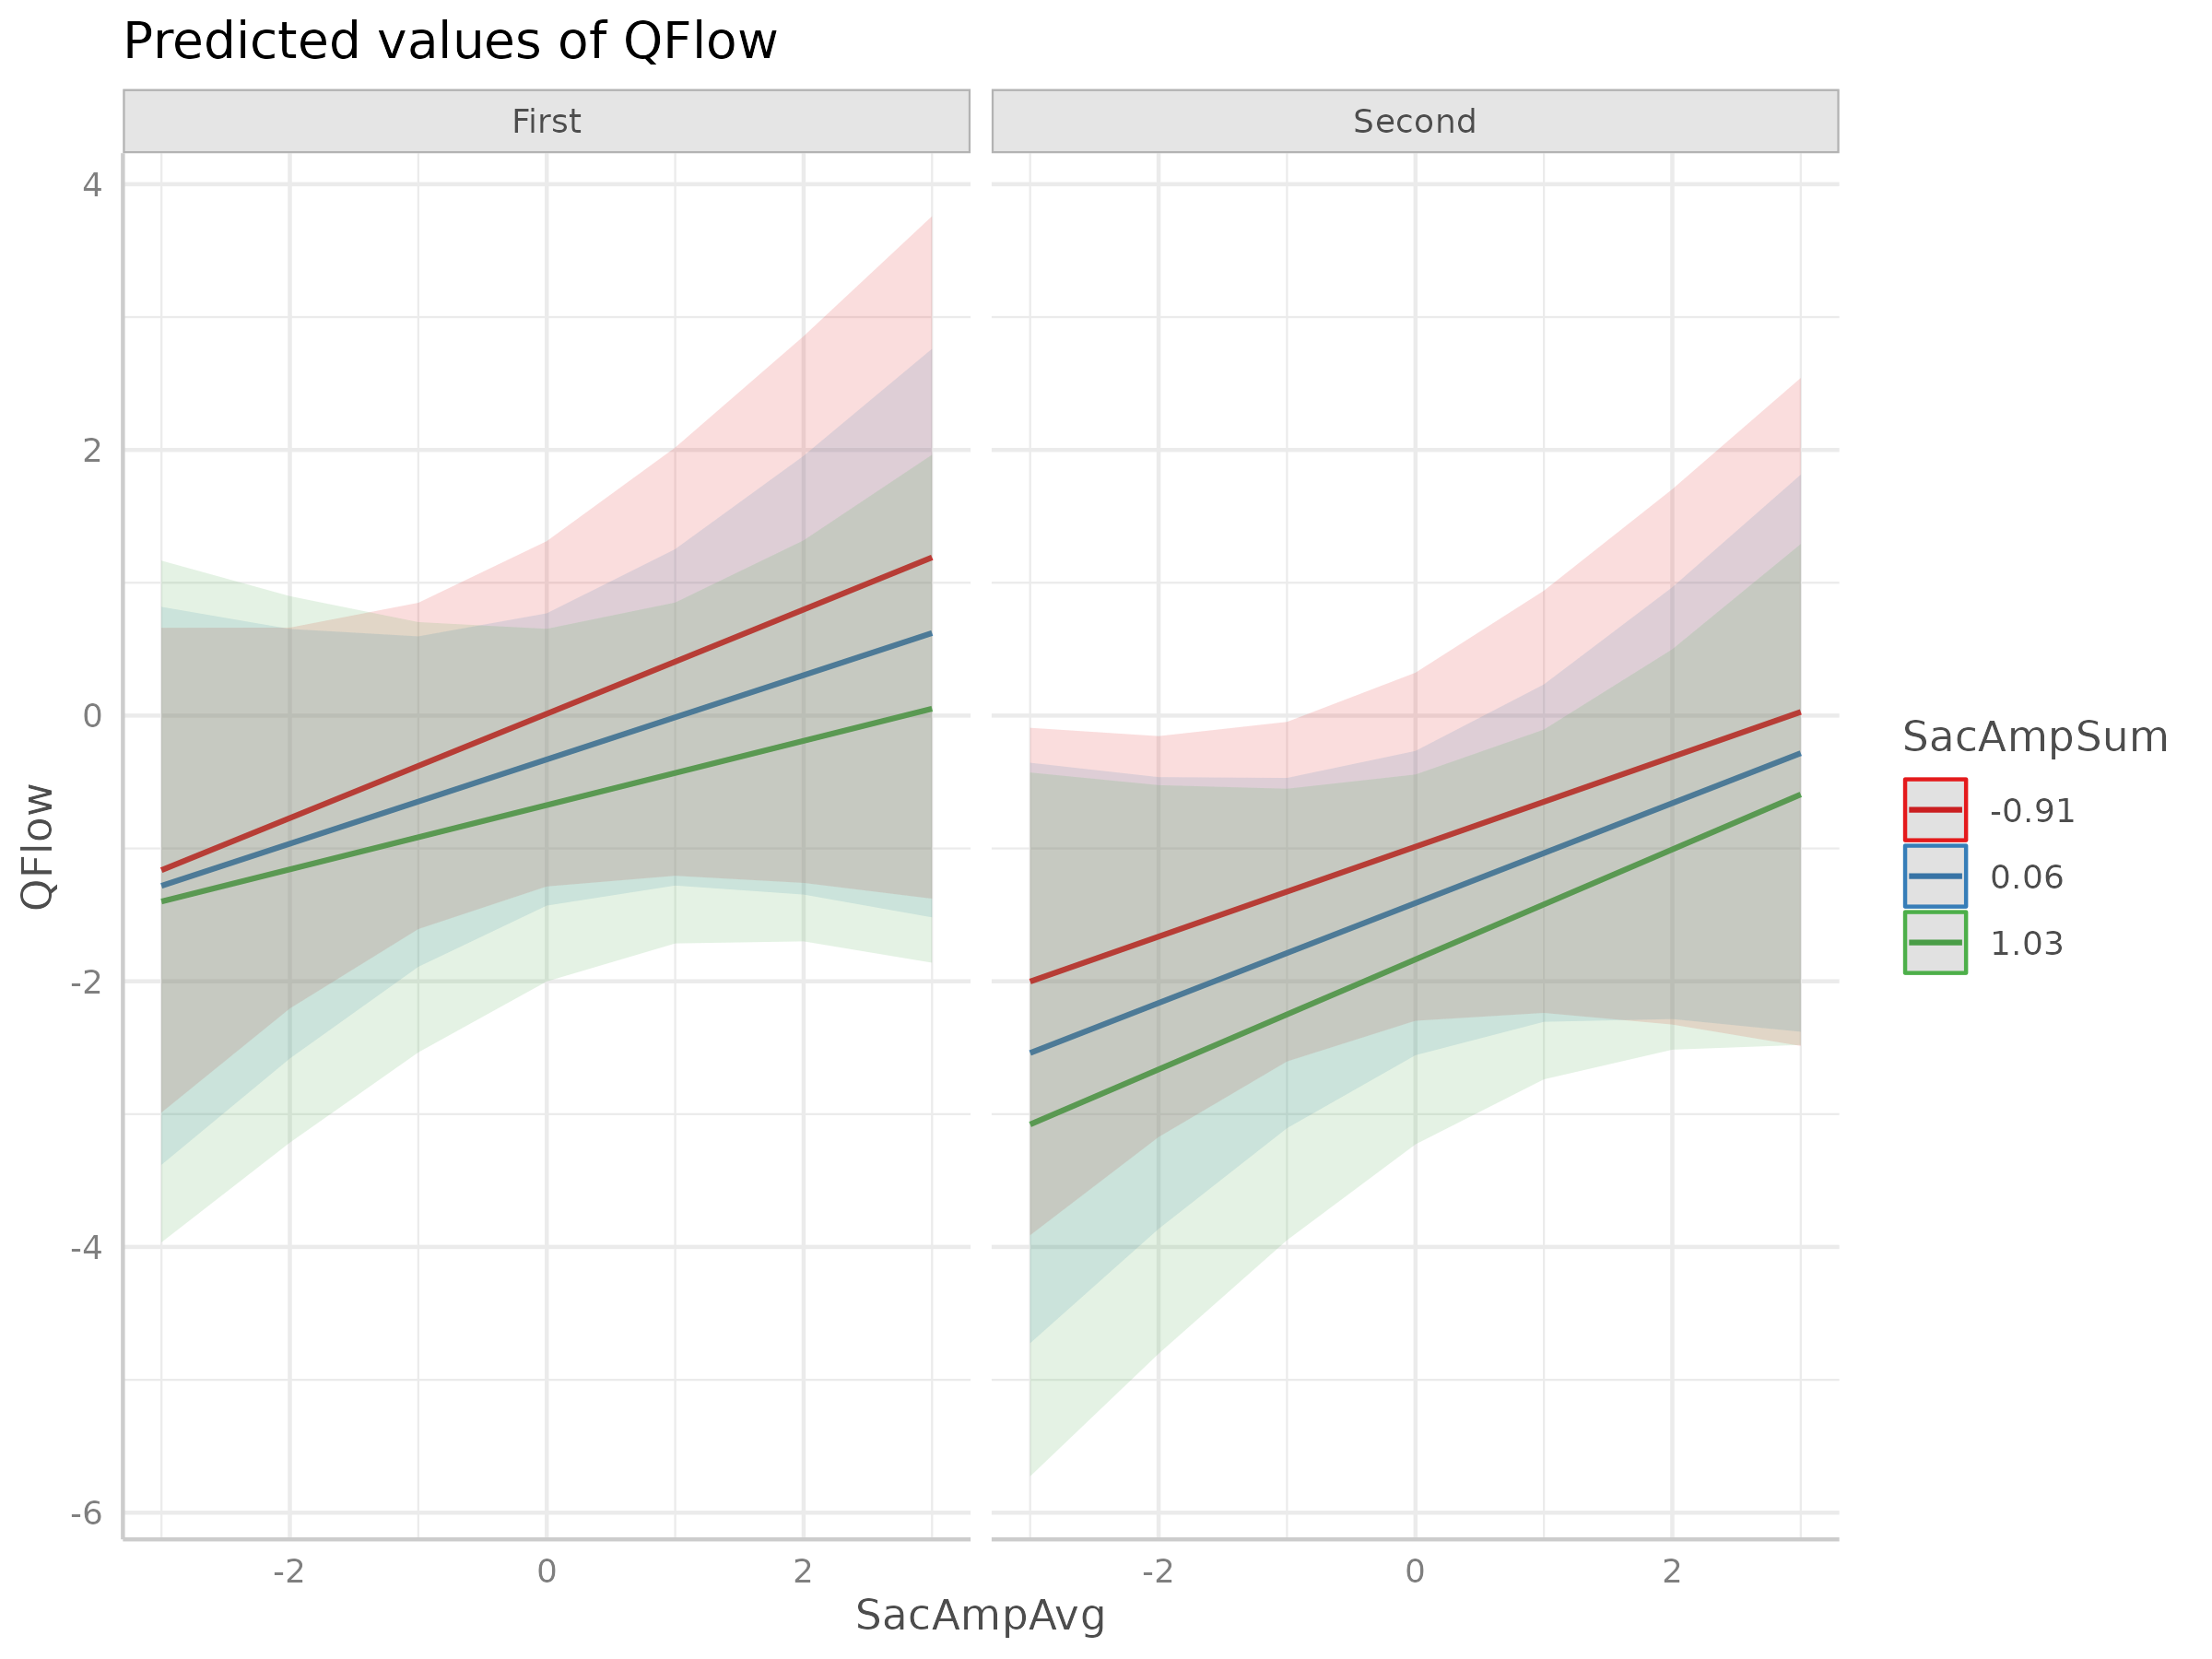 Predicted values of QFlow
First
Second
4
2
0
-2
-4
-6
QFlow
-2
0
2
-2
0
2
SacAmpAvg
SacAmpSum
-0.91
0.06
1.03